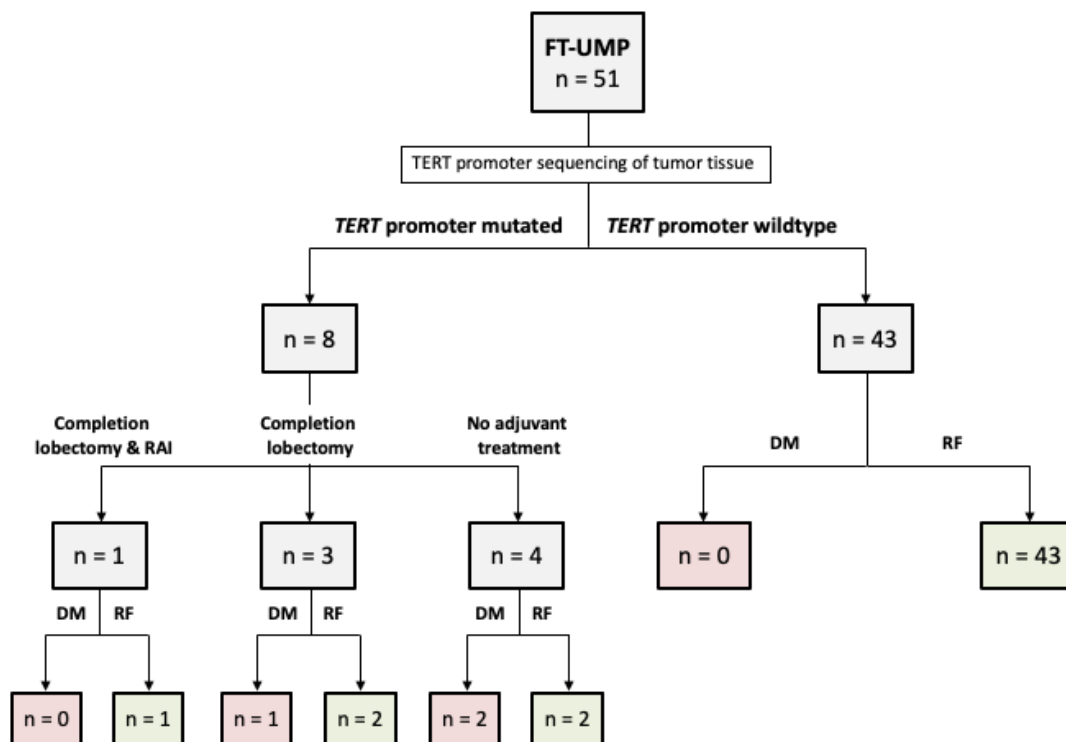 FT-UMP
n = 51
TERT promoter sequencing of tumor tissue
TERT promoter mutated
TERT promoter wildtype
n = 8
n = 43
Completion
lobectomy & RAI
Completion
lobectomy
No adjuvant
treatment
DM
RF
n = 1
n = 3
n = 4
n = 0
n = 43
DM
RF
DM
RF
DM
RF
n = 0
n = 1
n = 1
n = 2
n = 2
n = 2